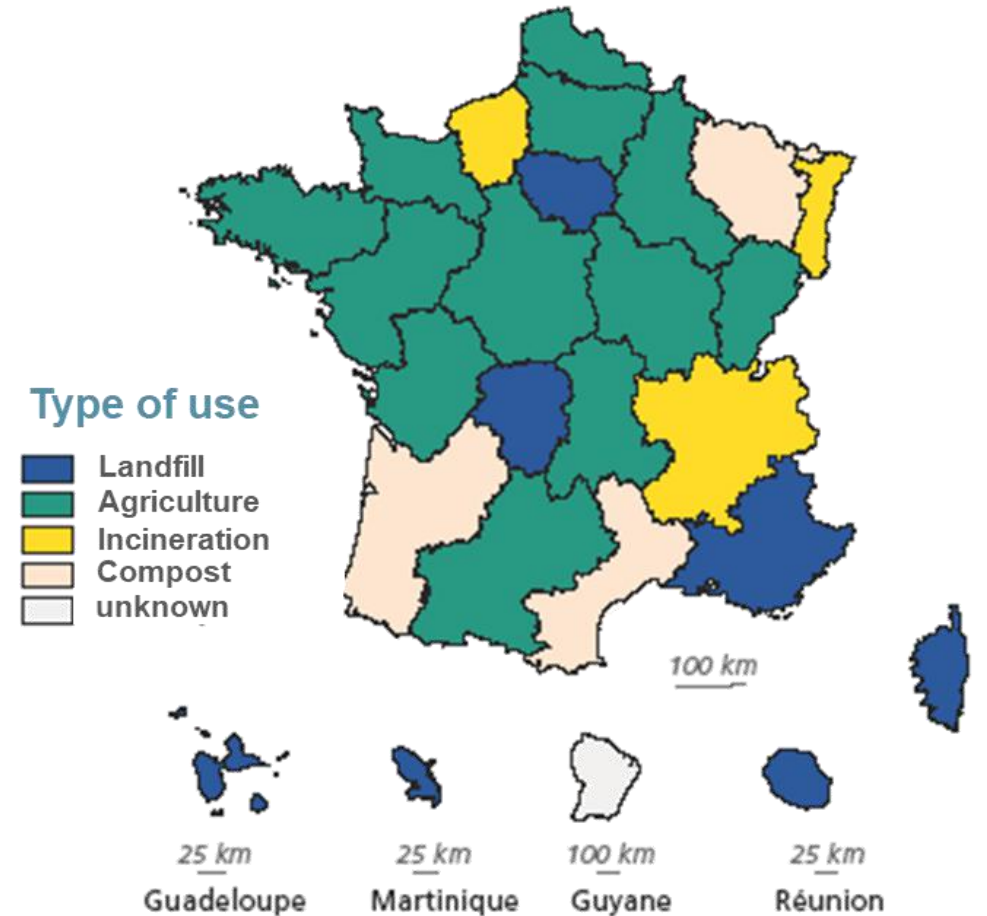 Type of use
Landfill
Agriculture
Incineration
Compost
unknown
100 km
25 km
25 km
100 km
25 km
Guadeloupe
Martinique
Guyane
Réunion